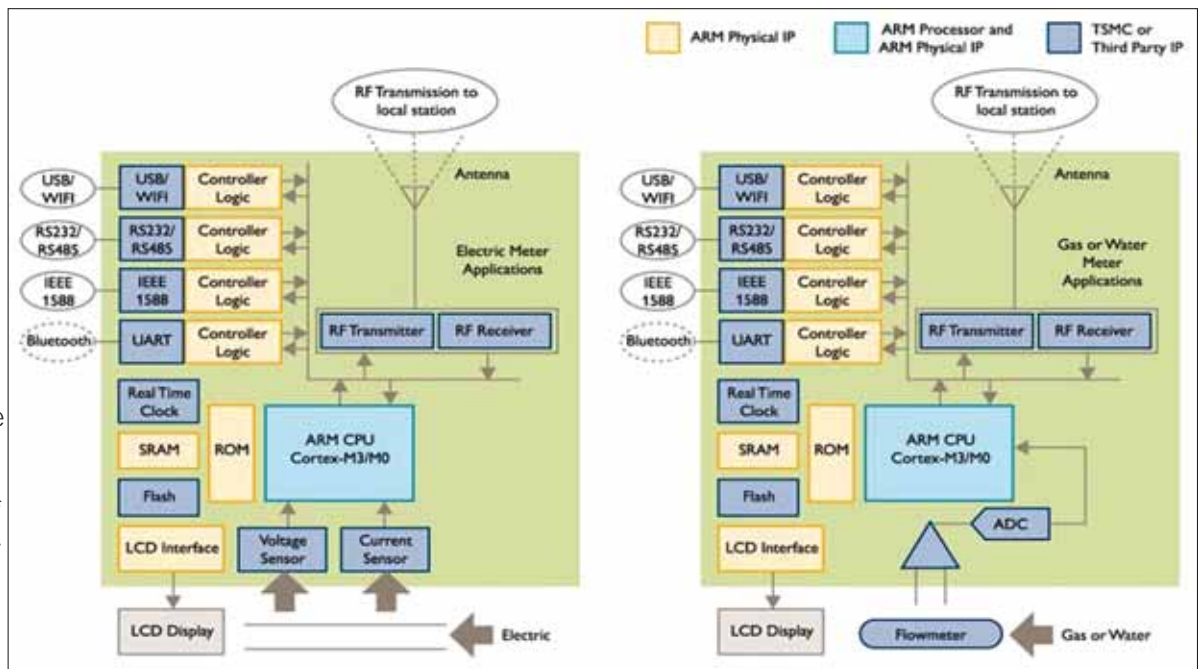 ARM Physical IP
ARM Processor and
ARM Physical IP
TSMC or
Third Party IP
RF Transmission to
local station
Antenna
USB/
WIFI
USB/
WIFI
Controller
Logic
RS232/
RS485
RS232/
RS485
Controller
Logic
Electric Meter
Applications
IEEE
1588
IEEE
1588
Controller
Logic
Bluetooth
UART
Controller
Logic
RF Transmitter
RF Receiver
Real Time
Clock
SRAM
ROM
ARM CPU
Cortex-M3/M0
Flash
LCD Interface
Voltage
Sensor
Current
Sensor
LCD Display
Electric
RF Transmission to
local station
Antenna
USB/
WIFI
USB/
WIFI
Controller
Logic
RS232/
RS485
RS232/
RS485
Controller
Logic
Gas or Water
Meter
Applications
IEEE
1588
IEEE
1588
Controller
Logic
Bluetooth
UART
Controller
Logic
RF Transmitter
RF Receiver
Real Time
Clock
SRAM
ROM
ARM CPU
Cortex-M3/M0
Flash
ADC
LCD Interface
LCD Display
Flowmeter
Gas or Water